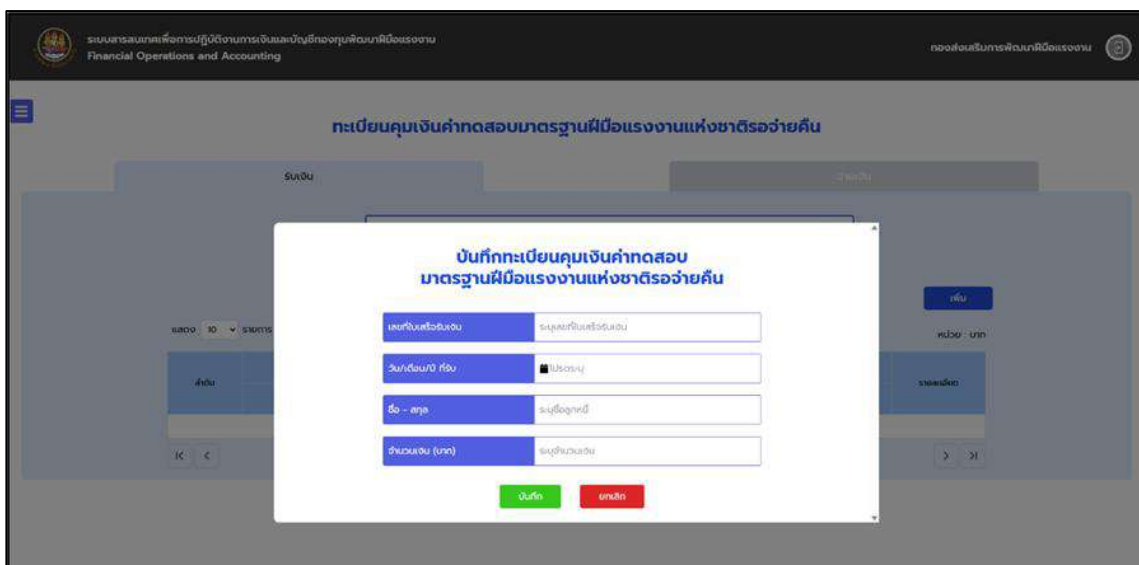 ระบบสารสนเทศเพื่อการปฏิบัติงานการเงินและบัญชีกองทุนพัฒนาฝีมือแรงงาน
Financial Operations and Accounting
กองส่งเสริมการพัฒนาฝีมือแรงงาน
ทะเบียนคุมเงินค่าทดสอบมาตรฐานฝีมือแรงงานแห่งชาติรอจ่ายคืน
รับเงิน
จ่ายเงิน
บันทึกทะเบียนคุมเงินค่าทดสอบ
มาตรฐานฝีมือแรงงานแห่งชาติรอจ่ายคืน
เพิ่ม
แสดง 10 รายการ
หน่วย : บาท
เลขที่ใบเสร็จรับเงิน ระบุเลขที่ใบเสร็จรับเงิน
วัน/เดือน/ปี ที่รับ โปรดระบุ
ลำดับ
รายละเอียด
ชื่อ - สกุล ระบุชื่อลูกหนี้
จำนวนเงิน (บาท) ระบุจำนวนเงิน
บันทึก ยกเลิก